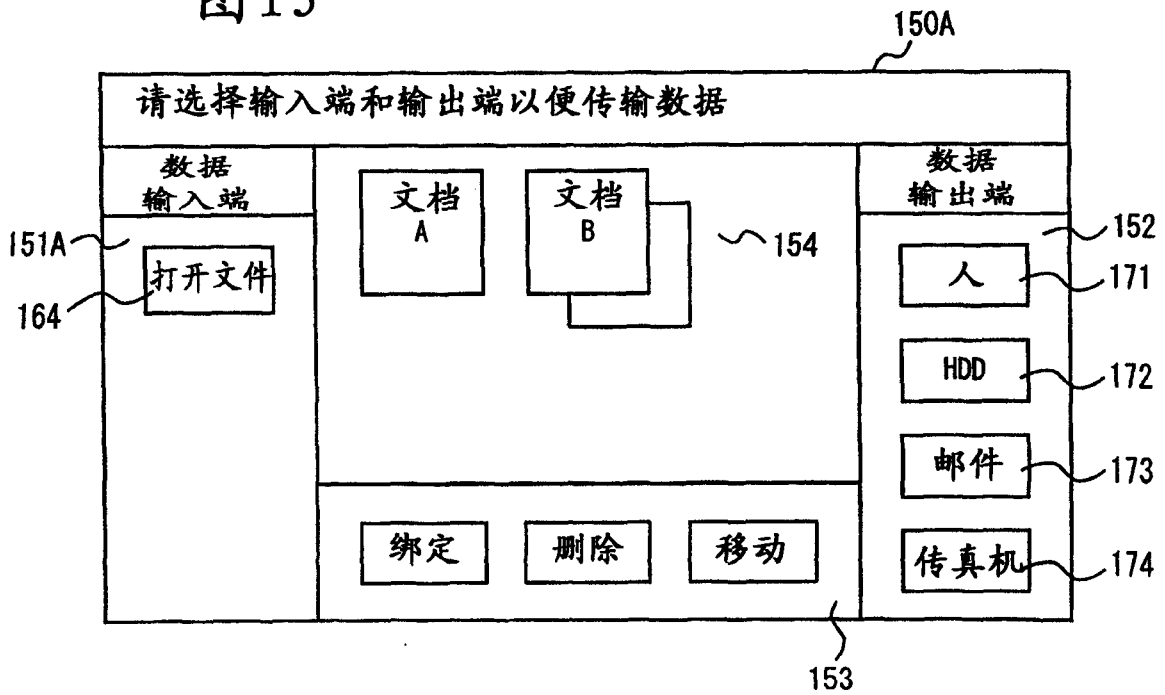 图15
150A
请选择输入端和输出端以便传输数据
数据
输入端
151A
打开文件
164
文档
A
文档
B
154
数据
输出端
152
人
171
HDD
172
邮件
173
传真机
174
绑定
删除
移动
153